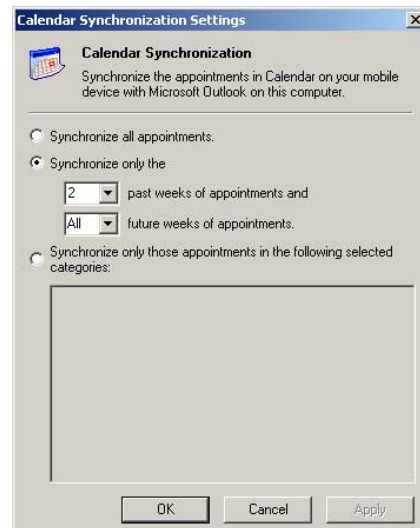 Calendar Synchronization Settings
Calendar Synchronization
Synchronize the appointments in Calendar on your mobile
device with Microsoft Outlook on this computer.
Synchronize all appointments.
Synchronize only the
2 past weeks of appointments and
All future weeks of appointments.
Synchronize only those appointments in the following selected
categories:
OK Cancel Apply